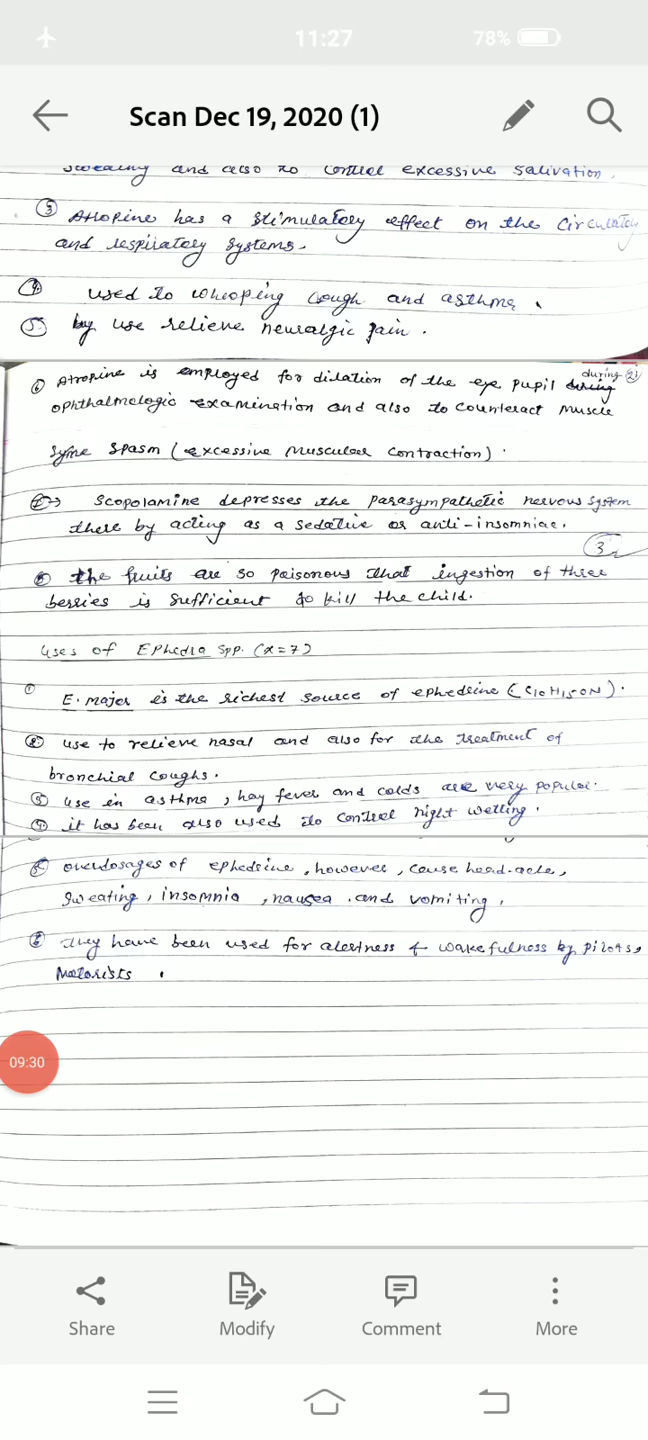 11:27
78%
Scan Dec 19, 2020 (1)
sweating and also to control excessive salivation.
③ Atropine has a stimulatory effect on the circulatory
and respiratory systems.
④ used to whooping cough and asthma.
⑤ by use relieve neuralgic pain.
during
⑥ Atropine is employed for dilation of the eye pupil during
ophthalmologic examination and also to counteract muscle
spasm (excessive muscular contraction).
⑦→ Scopolamine depresses the parasympathetic nervous system
there by acting as a sedative or anti-insomniac.
3
⑧ the fruits are so poisonous that ingestion of three
berries is sufficient to kill the child.
Uses of Ephedra spp. (x=7)
① E. major is the richest source of ephedrine (C10H15ON).
② use to relieve nasal and also for the treatment of
bronchial coughs.
③ use in asthma, hay fever and colds are very popular.
④ it has been also used to control night wetting.
⑤ overdosages of ephedrine, however, cause head-ache,
sweating, insomnia, nausea and vomiting,
⑥ they have been used for alertness & wakefulness by pilots,
Motorists.
09:30
Share
Modify
Comment
More